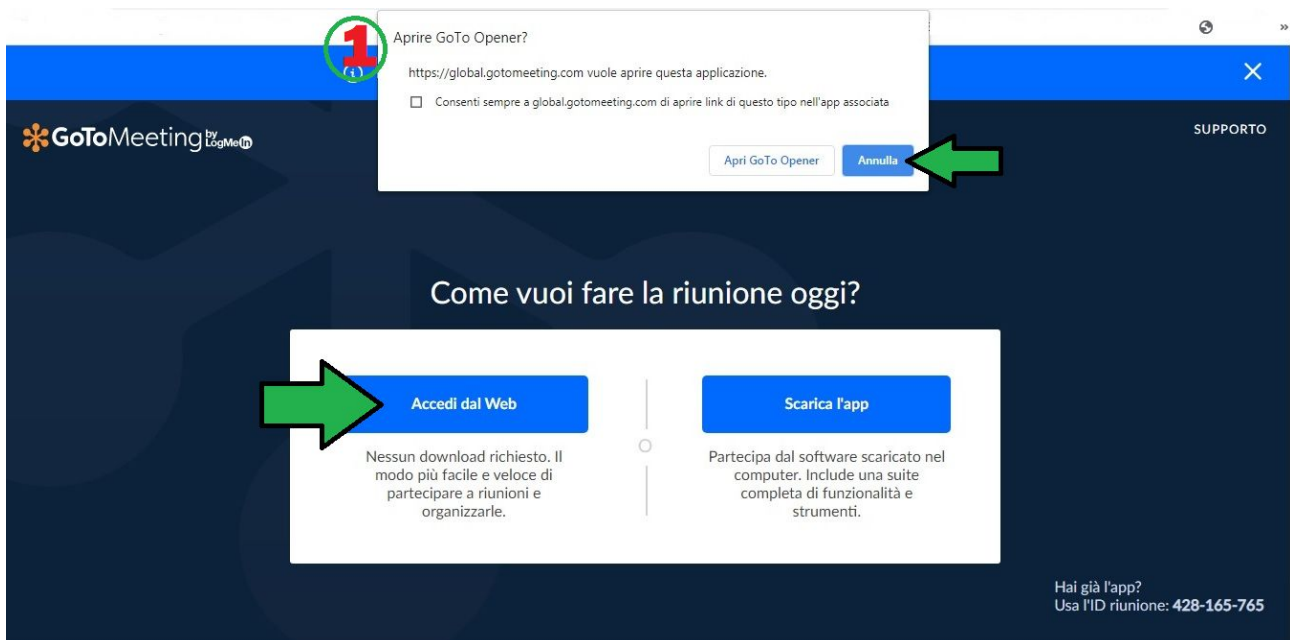 1
Aprire GoTo Opener?
https://global.gotomeeting.com vuole aprire questa applicazione.
Consenti sempre a global.gotomeeting.com di aprire link di questo tipo nell'app associata
Apri GoTo Opener
Annulla
GoToMeeting by LogMeIn
SUPPORTO
Come vuoi fare la riunione oggi?
Accedi dal Web
Nessun download richiesto. Il
modo più facile e veloce di
partecipare a riunioni e
organizzarle.
O
Scarica l'app
Partecipa dal software scaricato nel
computer. Include una suite
completa di funzionalità e
strumenti.
Hai già l'app?
Usa l'ID riunione: 428-165-765